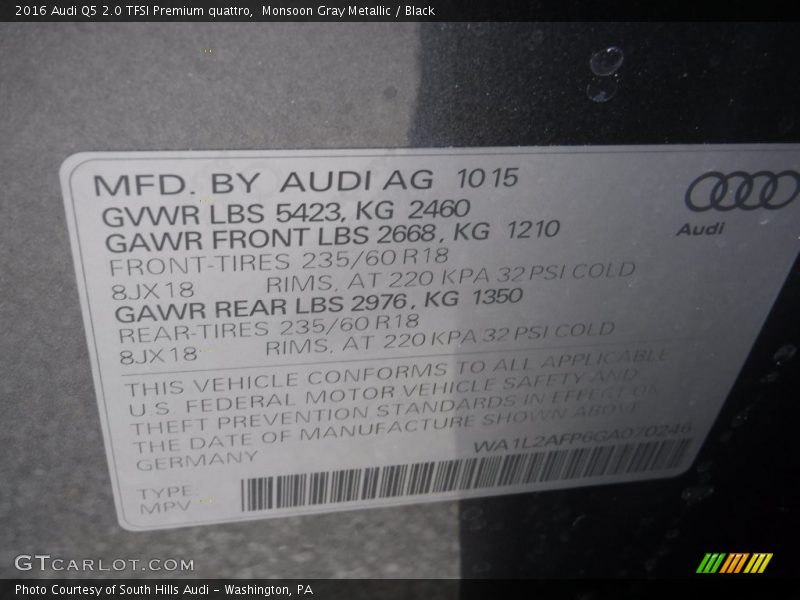 2016 Audi Q5 2.0 TFSI Premium quattro,  Monsoon Gray Metallic / Black
MFD. BY AUDI AG 10 15
GVWR LBS 5423, KG 2460
GAWR FRONT LBS 2668, KG 1210
Audi
FRONT-TIRES 235/60 R18
8JX18 RIMS, AT 220 KPA 32 PSI COLD
GAWR REAR LBS 2976, KG 1350
REAR-TIRES 235/60 R18
8JX18 RIMS, AT 220 KPA 32 PSI COLD
THIS VEHICLE CONFORMS TO ALL APPLICABLE
U.S. FEDERAL MOTOR VEHICLE SAFETY AND
THEFT PREVENTION STANDARDS IN EFFECT ON
THE DATE OF MANUFACTURE SHOWN ABOVE
GERMANY WA1L2AFP6GA070246
TYPE:
MPV
GTCARLOT.COM
Photo Courtesy of South Hills Audi - Washington, PA